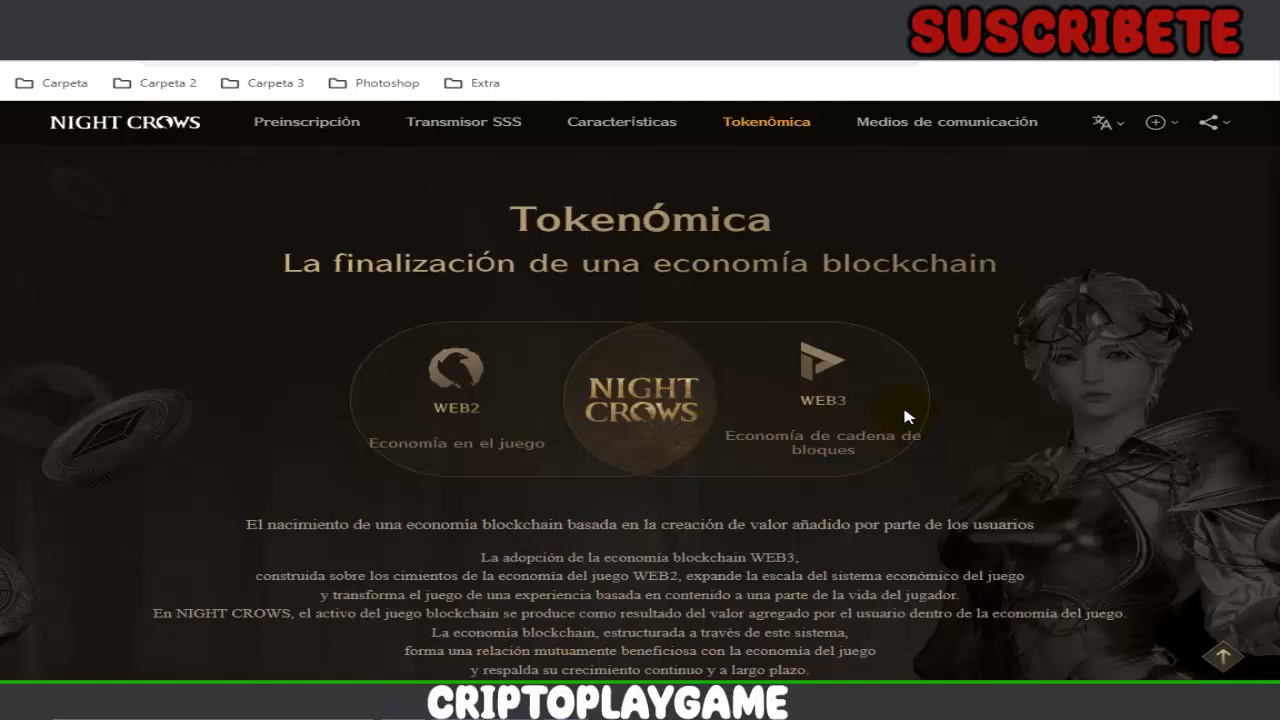 SUSCRIBETE
Carpeta Carpeta 2 Carpeta 3 Photoshop Extra
NIGHT CROWS Preinscripción Transmisor SSS Características Tokenómica Medios de comunicación
Tokenómica
La finalización de una economía blockchain
WEB2
Economía en el juego
NIGHT
CROWS
WEB3
Economía de cadena de
bloques
El nacimiento de una economía blockchain basada en la creación de valor añadido por parte de los usuarios
La adopción de la economía blockchain WEB3,
construida sobre los cimientos de la economía del juego WEB2, expande la escala del sistema económico del juego
y transforma el juego de una experiencia basada en contenido a una parte de la vida del jugador.
En NIGHT CROWS, el activo del juego blockchain se produce como resultado del valor agregado por el usuario dentro de la economía del juego.
La economía blockchain, estructurada a través de este sistema,
forma una relación mutuamente beneficiosa con la economía del juego
y respalda su crecimiento continuo y a largo plazo.
CRIPTOPLAYGAME